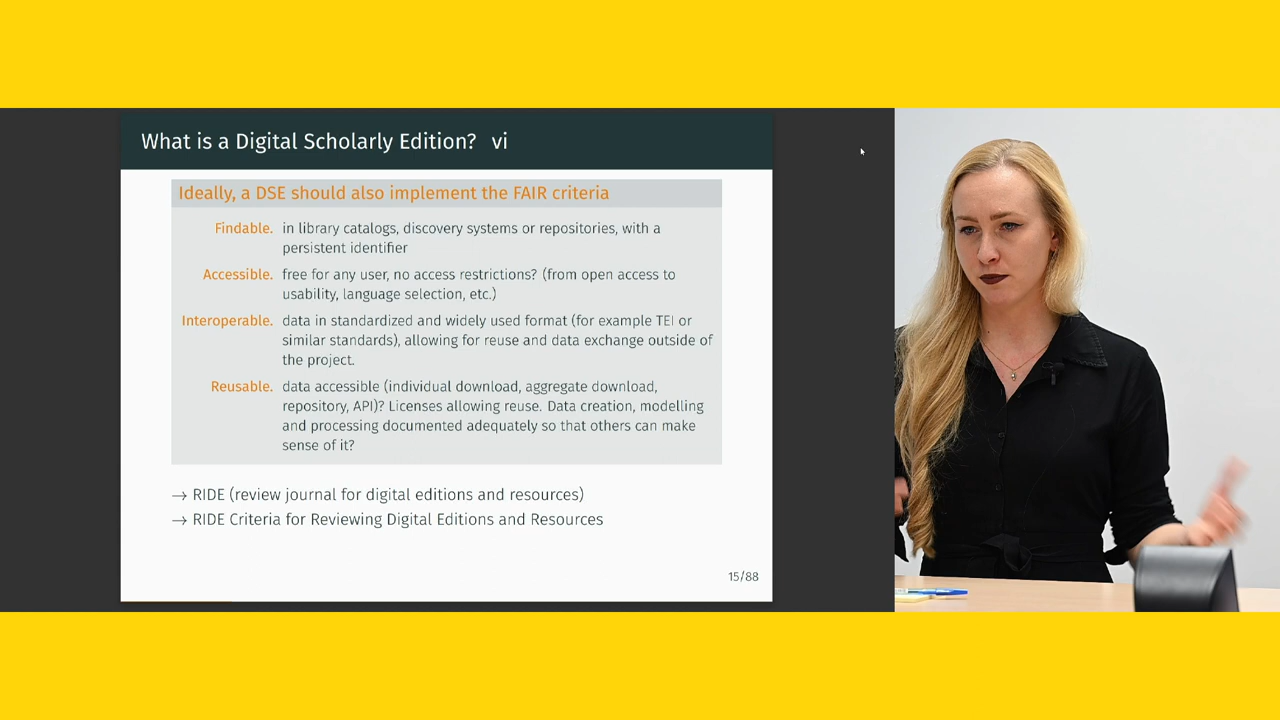 What is a Digital Scholarly Edition? vi
Ideally, a DSE should also implement the FAIR criteria
Findable. in library catalogs, discovery systems or repositories, with a
persistent identifier
Accessible. free for any user, no access restrictions? (from open access to
usability, language selection, etc.)
Interoperable. data in standardized and widely used format (for example TEI or
similar standards), allowing for reuse and data exchange outside of
the project.
Reusable. data accessible (individual download, aggregate download,
repository, API)? Licenses allowing reuse. Data creation, modelling
and processing documented adequately so that others can make
sense of it?
→ RIDE (review journal for digital editions and resources)
→ RIDE Criteria for Reviewing Digital Editions and Resources
15/88